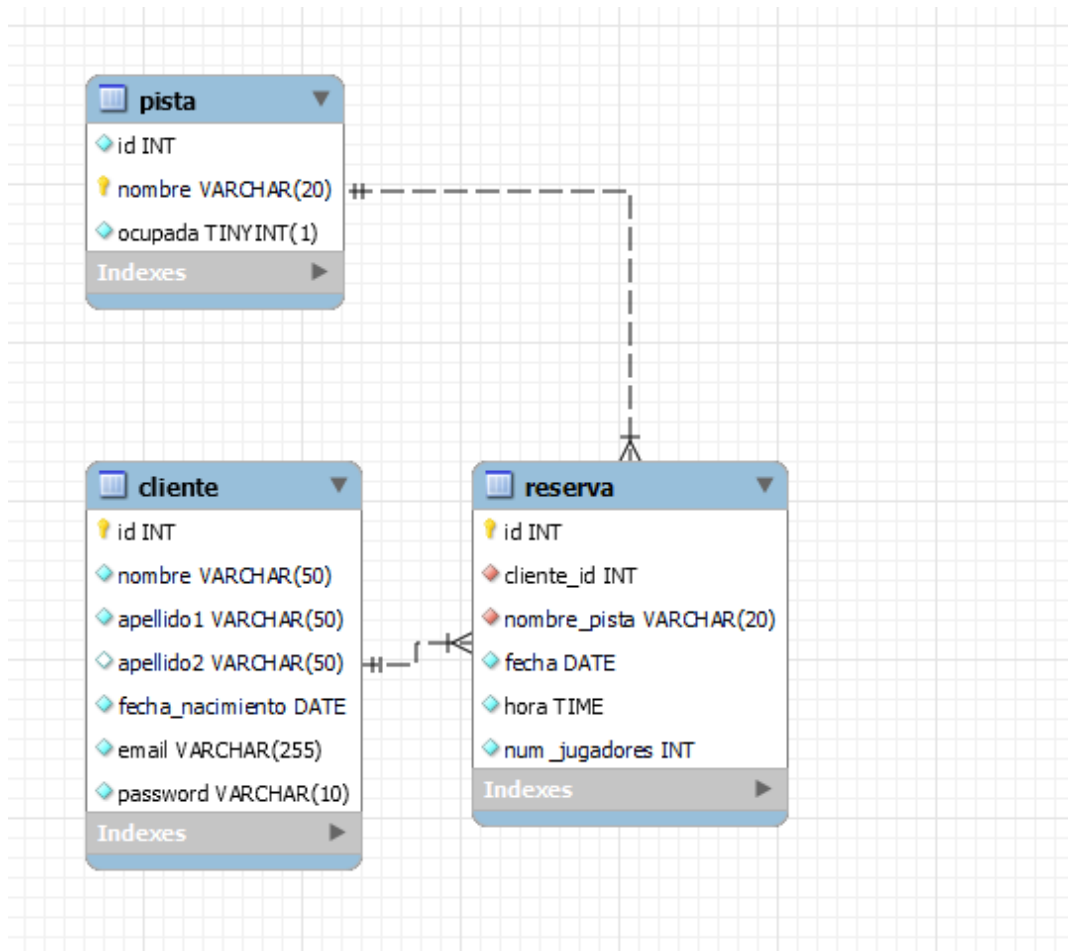 pista
id INT
nombre VARCHAR(20)
ocupada TINYINT(1)
Indexes
cliente
id INT
nombre VARCHAR(50)
apellido1 VARCHAR(50)
apellido2 VARCHAR(50)
fecha_nacimiento DATE
email VARCHAR(255)
password VARCHAR(10)
Indexes
reserva
id INT
cliente_id INT
nombre_pista VARCHAR(20)
fecha DATE
hora TIME
num_jugadores INT
Indexes